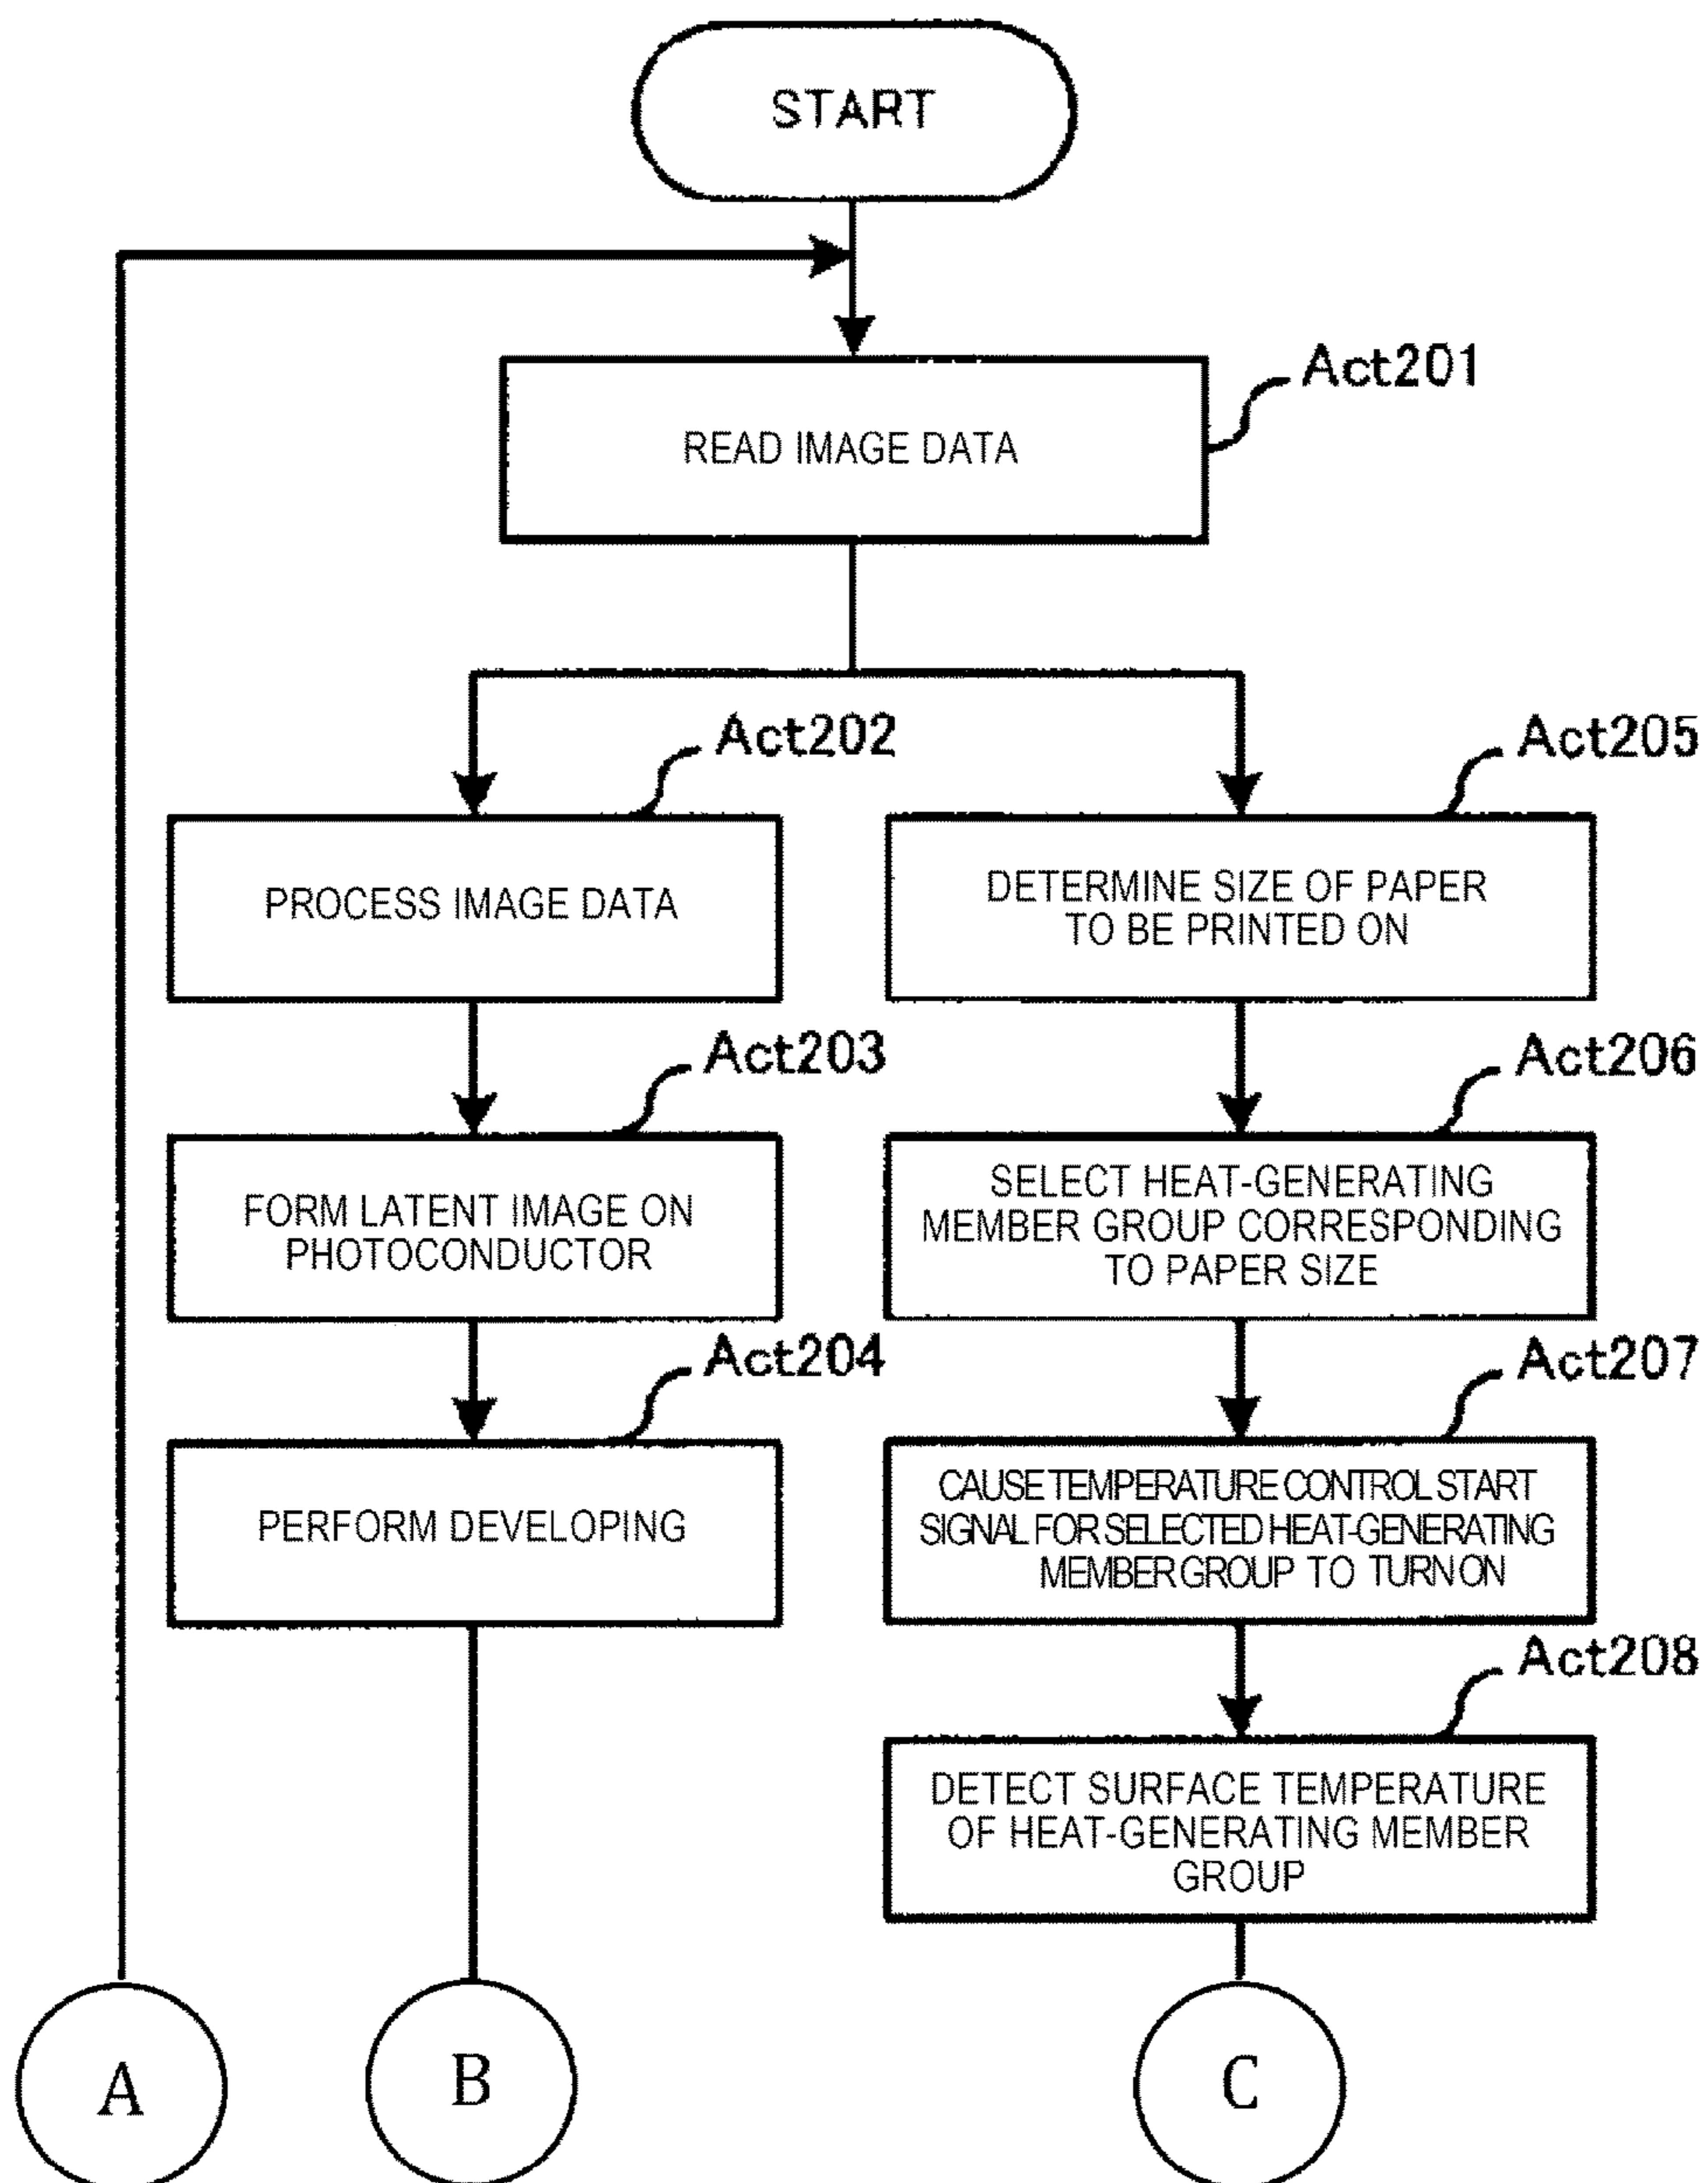 START
Act201
READ IMAGE DATA
Act202
PROCESS IMAGE DATA
Act203
FORM LATENT IMAGE ON
PHOTOCONDUCTOR
Act204
PERFORM DEVELOPING
Act205
DETERMINE SIZE OF PAPER
TO BE PRINTED ON
Act206
SELECT HEAT-GENERATING
MEMBER GROUP CORRESPONDING
TO PAPER SIZE
Act207
CAUSE TEMPERATURE CONTROL START
SIGNAL FOR SELECTED HEAT-GENERATING
MEMBER GROUP TO TURN ON
Act208
DETECT SURFACE TEMPERATURE
OF HEAT-GENERATING MEMBER
GROUP
A
B
C